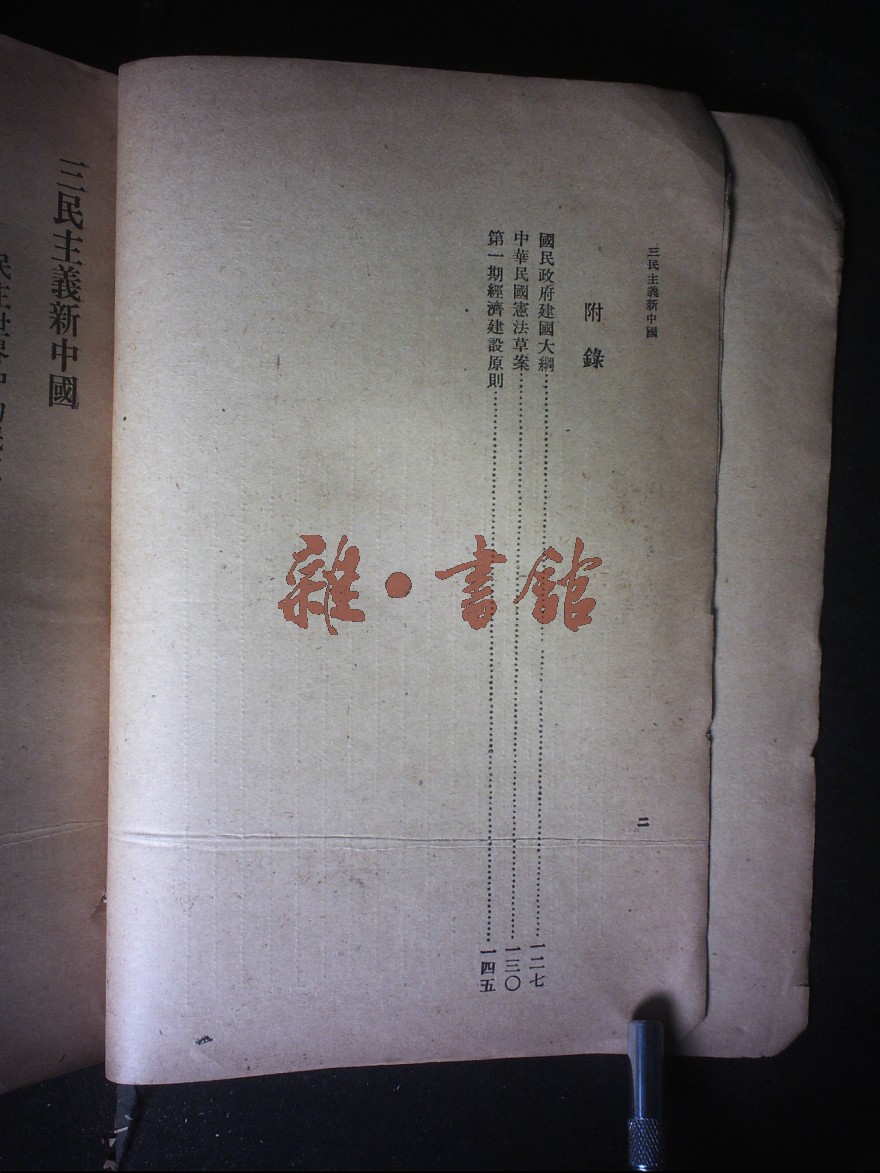 三民主義新中國
附錄
國民政府建國大綱……一二七
中華民國憲法草案……一三〇
第一期經濟建設原則……一四五
二
雜·書館
三民主義新中國